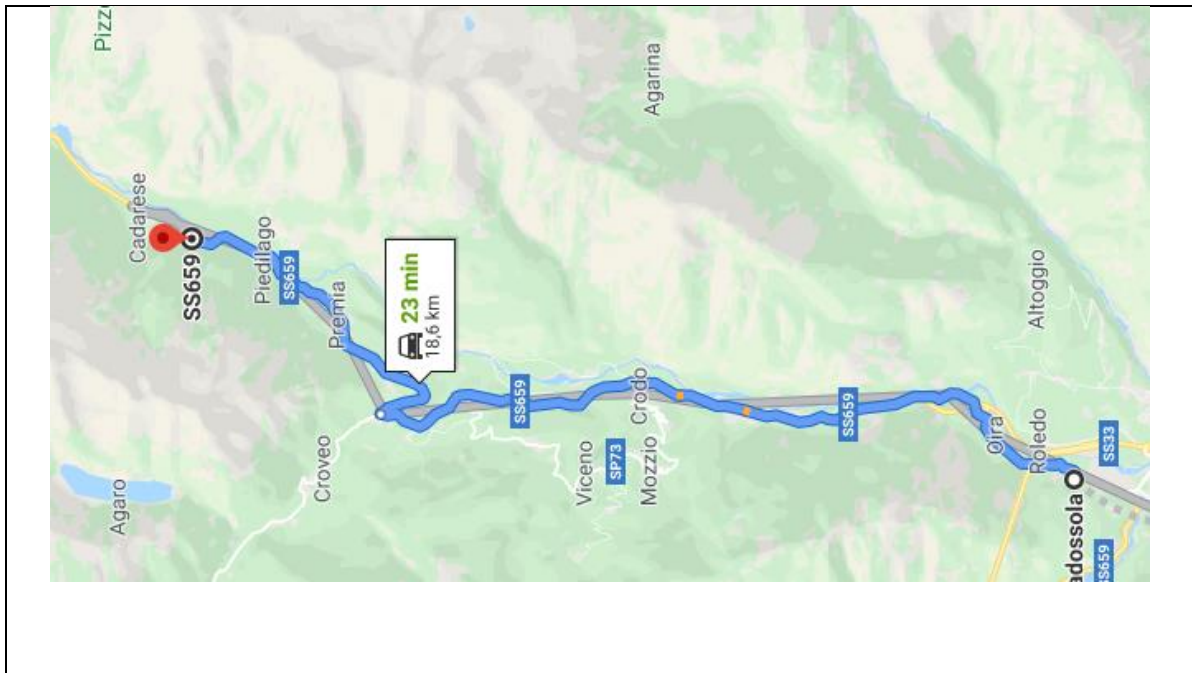 Pizzo
Agaro
Cadarese
SS659
Piedilago
SS659
Croveo
Premia
23 min
18,6 km
SS659
Viceno
SP73
Mozzio
Crodo
Agarina
SS659
Oira
Roledo
Altoggio
adossola
SS659
SS33